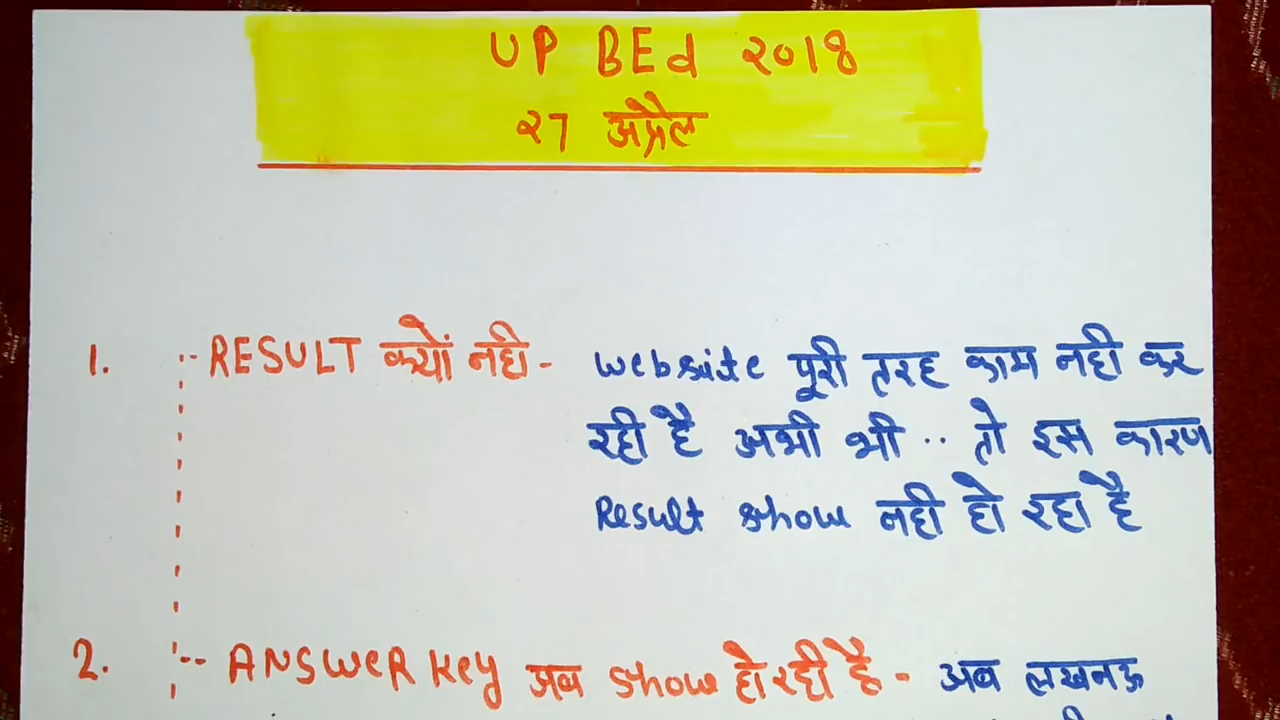 UP BEd २०18
२7 अप्रैल
1. RESULT क्यों नही - website पूरी तरह काम नही कर
रही है अभी भी .. तो इस कारण
Result show नही हो रहा है
2. ANSWER Key अब show हो रही है - अब लखनऊ